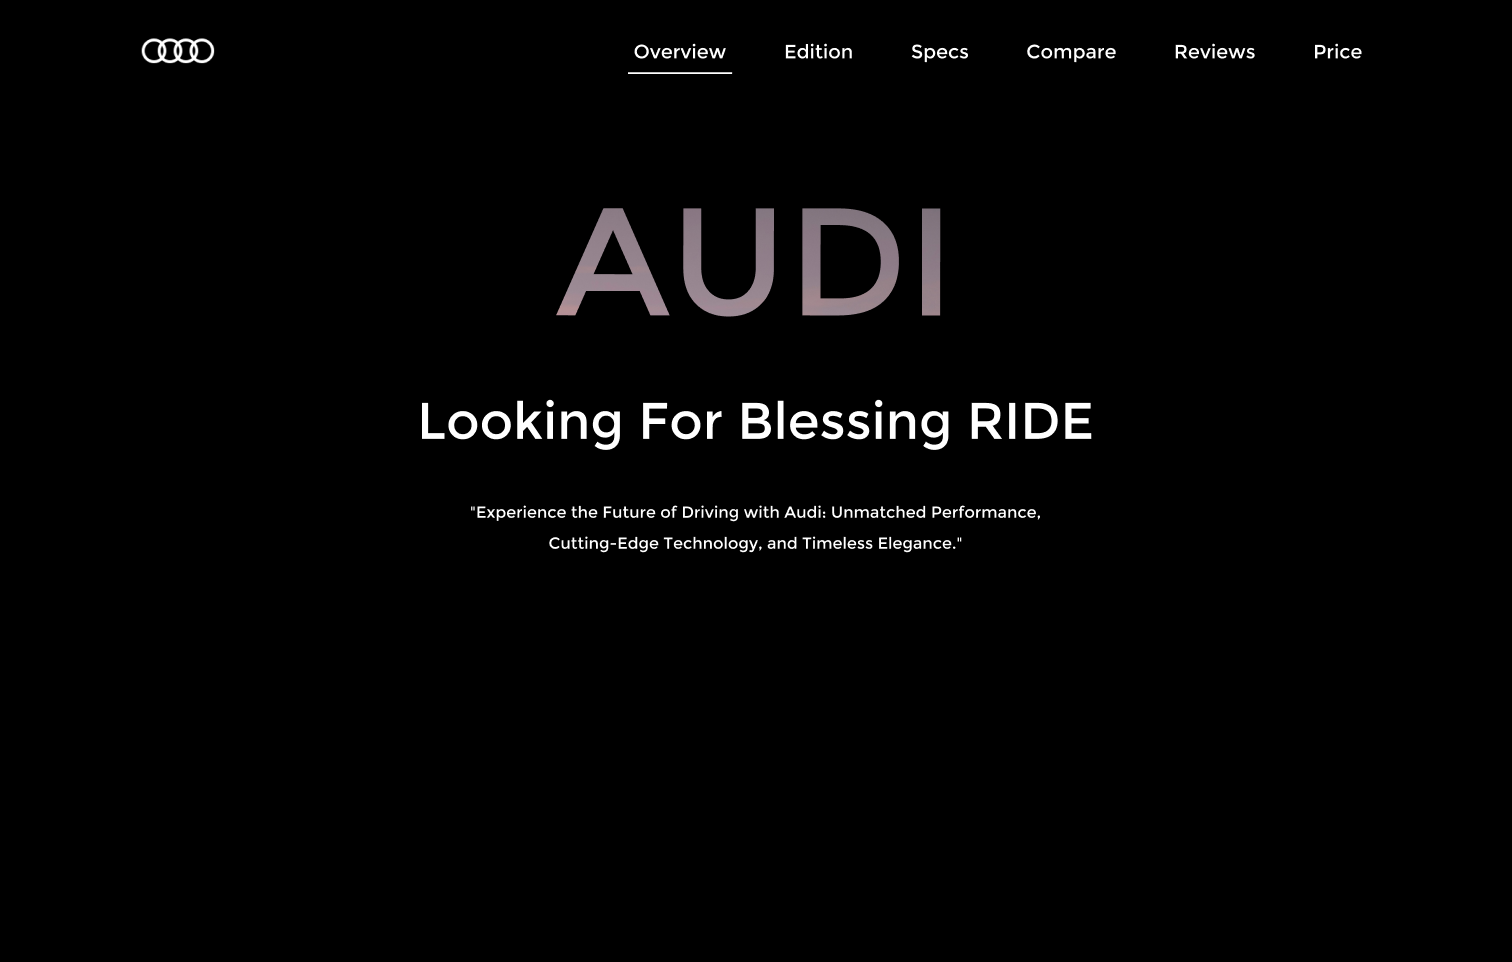 Overview Edition Specs Compare Reviews Price
AUDI
Looking For Blessing RIDE
"Experience the Future of Driving with Audi: Unmatched Performance,
Cutting-Edge Technology, and Timeless Elegance."